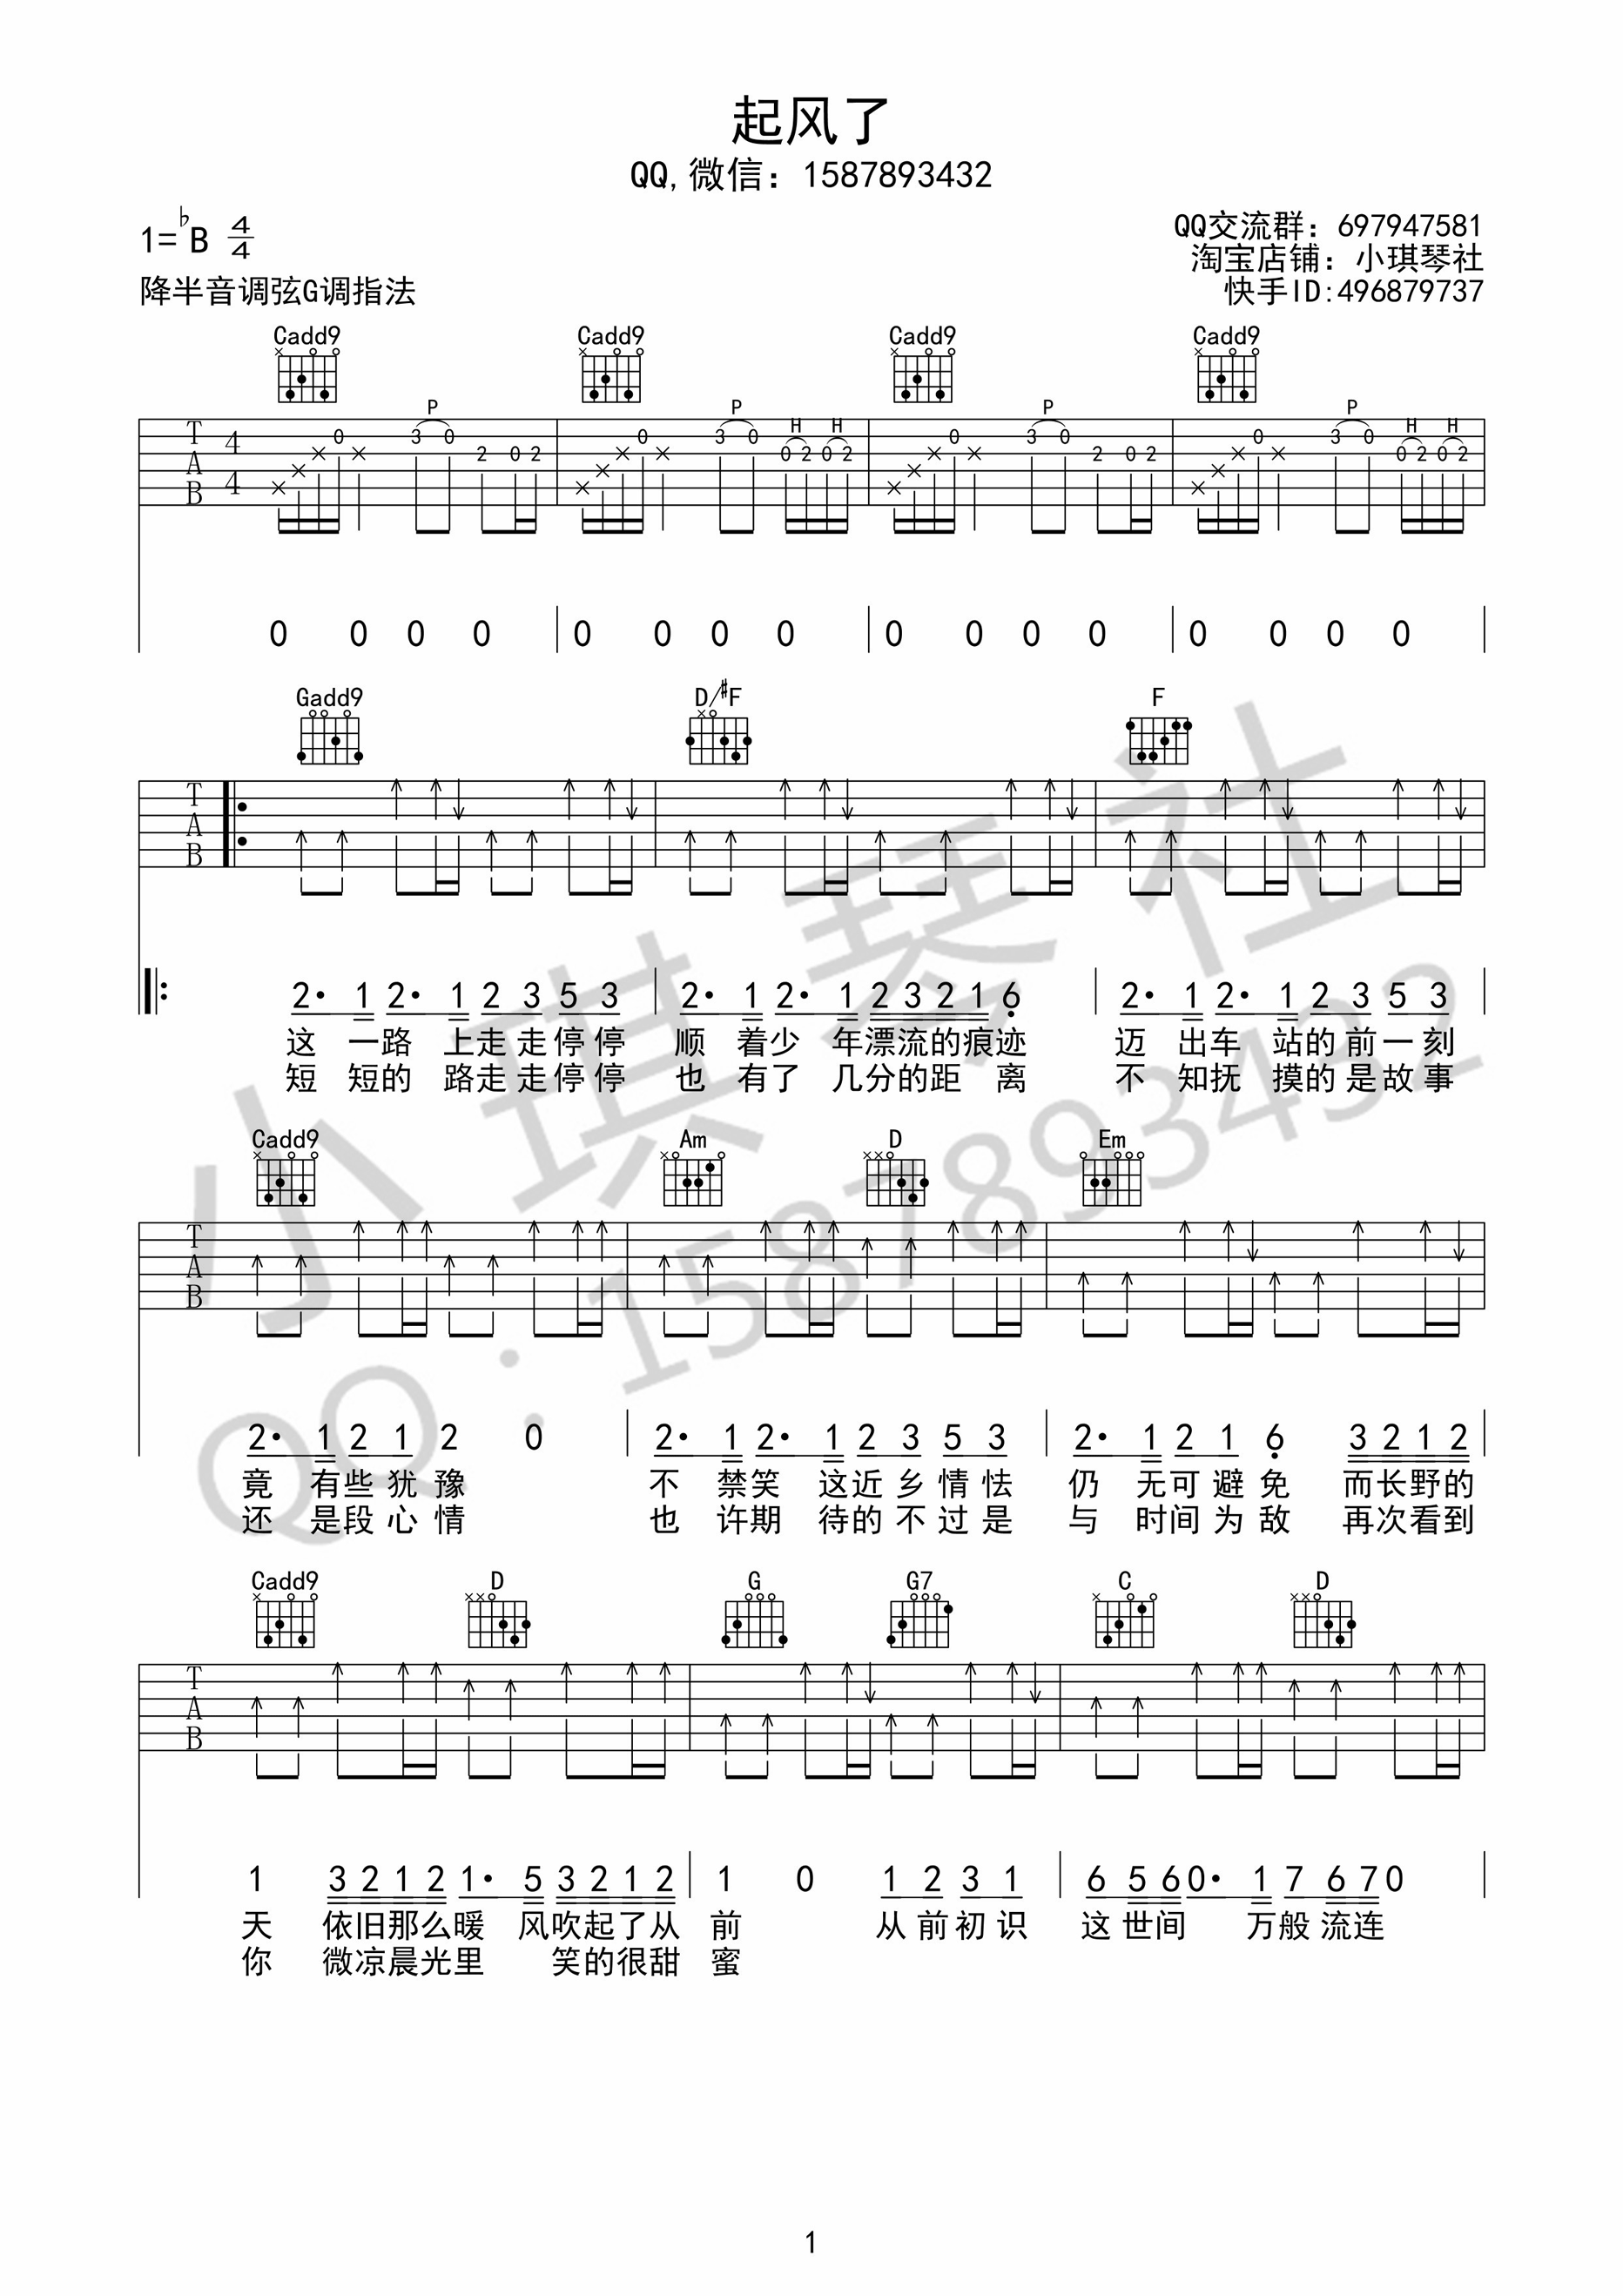 起风了
QQ,微信：1587893432
1=♭B 4/4
QQ交流群：697947581
淘宝店铺：小琪琴社
降半音调弦G调指法
快手ID:496879737
Cadd9 Cadd9 Cadd9 Cadd9
P P H H P P H H
T A B 4/4 × × × 0 × 3 0 2 0 2 × × × 0 × 3 0 0 2 0 2 × × × 0 × 3 0 2 0 2 × × × 0 × 3 0 0 2 0 2
0 0 0 0 | 0 0 0 0 | 0 0 0 0 | 0 0 0 0
Gadd9 D/#F F
T A B
2· 1 2· 1 2 3 5 3 | 2· 1 2· 1 2 3 2 1 6 | 2· 1 2· 1 2 3 5 3
这 一路 上走走停停 顺 着少 年漂流的痕迹 迈 出车 站的前一刻
短 短的 路走走停停 也 有了 几分的距 离 不 知抚 摸的是故事
Cadd9 Am D Em
T A B
2· 1 2 1 2 0 | 2· 1 2· 1 2 3 5 3 | 2· 1 2 1 6 3 2 1 2
竟 有些犹豫 不 禁笑 这近乡情怯 仍 无可避免 而长野的
还 是段心情 也 许期 待的不过是 与 时间为敌 再次看到
Cadd9 D G G7 C D
T A B
1 3 2 1 2 1· 5 3 2 1 2 | 1 0 1 2 3 1 | 6 5 6 0· 1 7 6 7 0
天 依旧那么暖 风吹起了从 前 从前初识 这世间 万般流连
你 微凉晨光里 笑的很甜 蜜
小琪琴社
QQ：1587893432
1